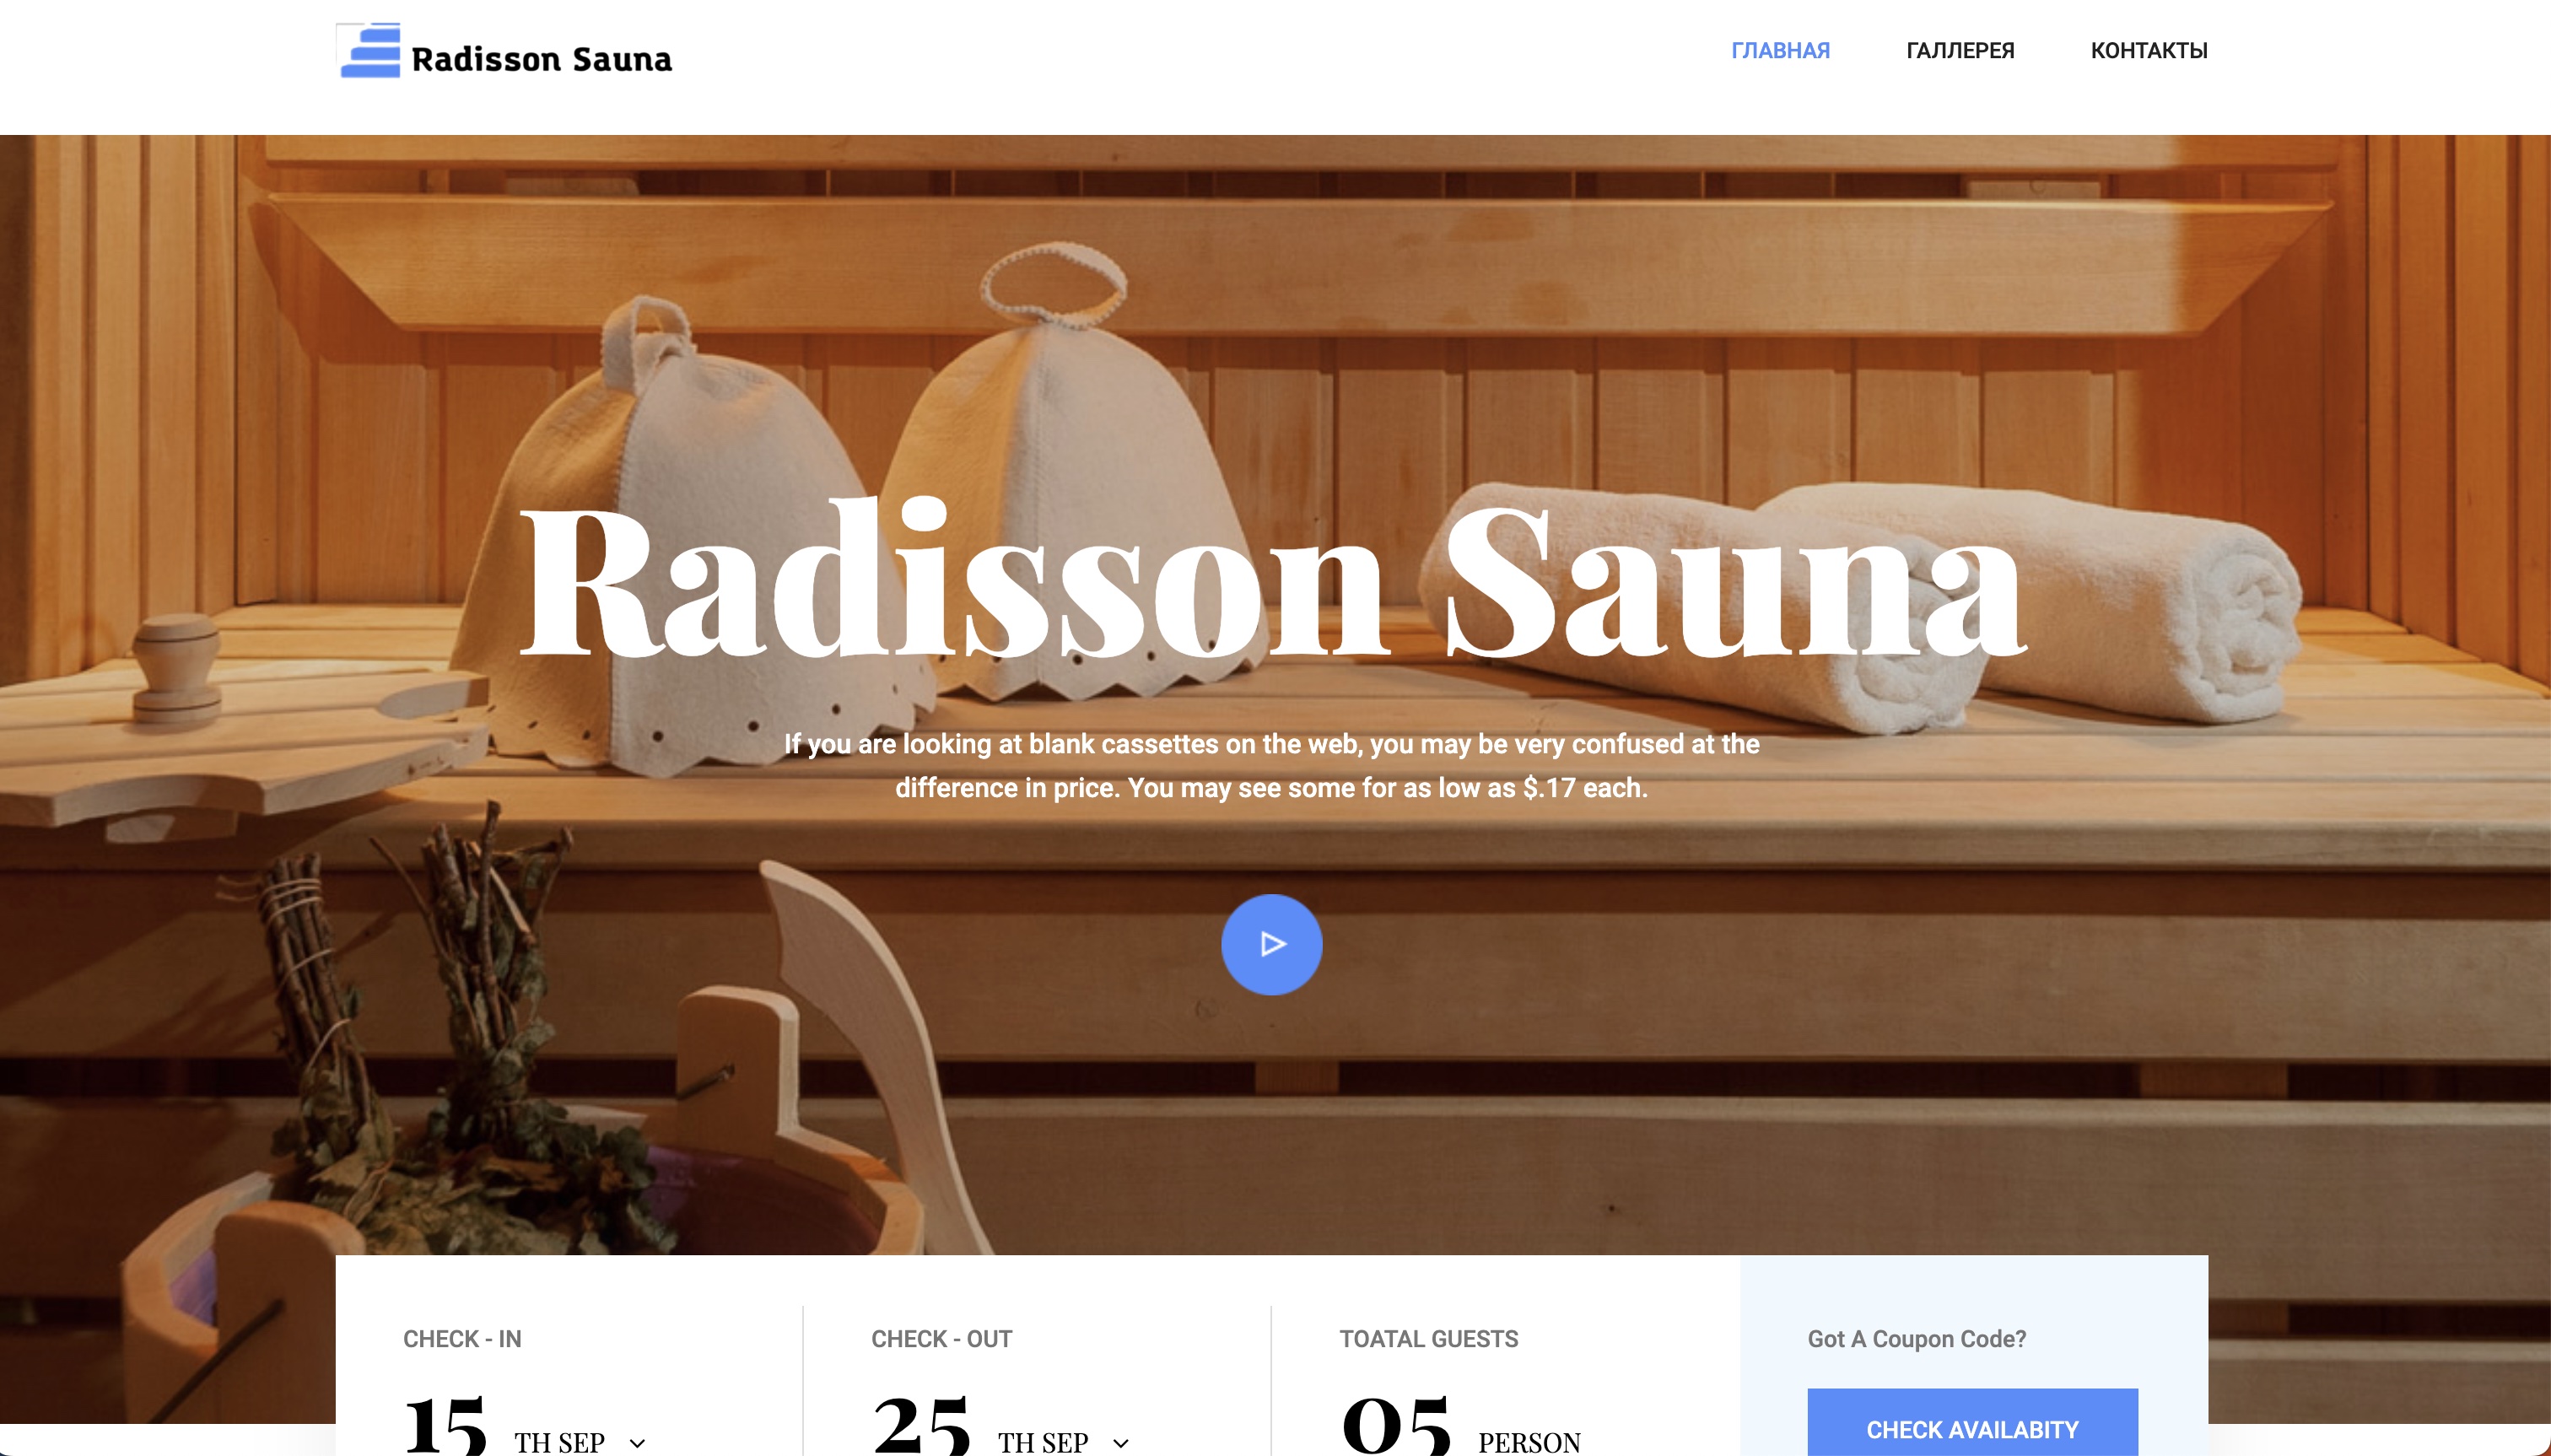 Radisson Sauna
ГЛАВНАЯ ГАЛЛЕРЕЯ КОНТАКТЫ
Radisson Sauna
If you are looking at blank cassettes on the web, you may be very confused at the
difference in price. You may see some for as low as $.17 each.
CHECK - IN
15 TH SEP
CHECK - OUT
25 TH SEP
TOATAL GUESTS
05 PERSON
Got A Coupon Code?
CHECK AVAILABITY